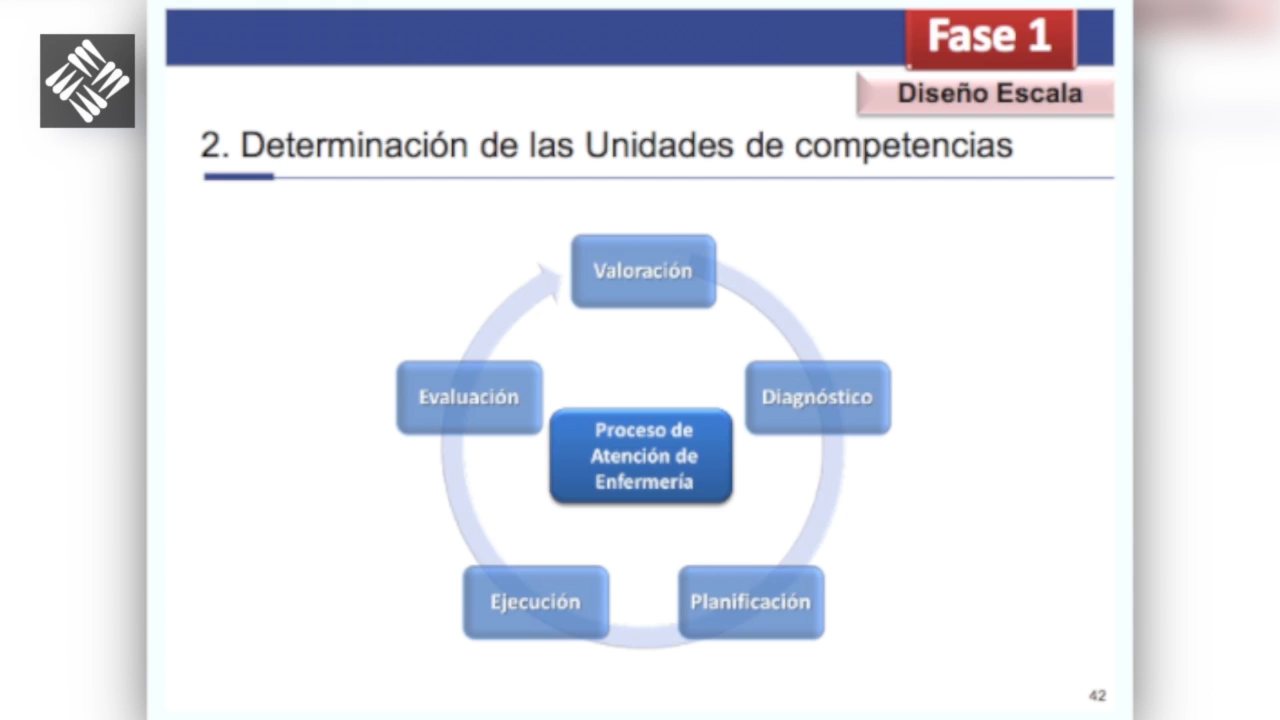 Fase 1
Diseño Escala
2. Determinación de las Unidades de competencias
Valoración
Evaluación
Diagnóstico
Proceso de
Atención de
Enfermería
Ejecución
Planificación
42